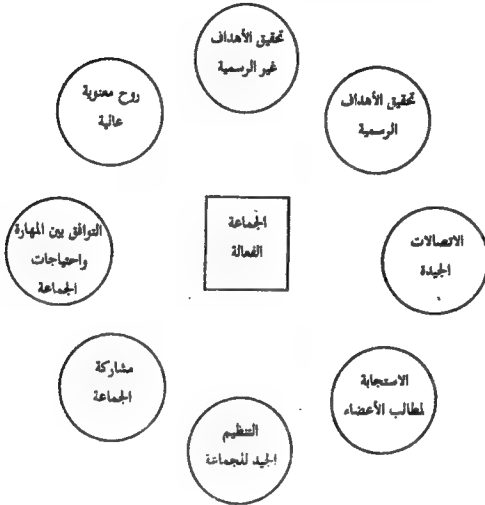 تحقيق الأهداف
غير الرسمية
تحقيق الأهداف
الرسمية
روح معنوية
عالية
الجماعة
الفعالة
الاتصالات
الجيدة
التوافق بين المهارة
واحتياجات
الجماعة
الاستجابة
لمطالب الأعضاء
مشاركة
الجماعة
التنظيم
الجيد للجماعة